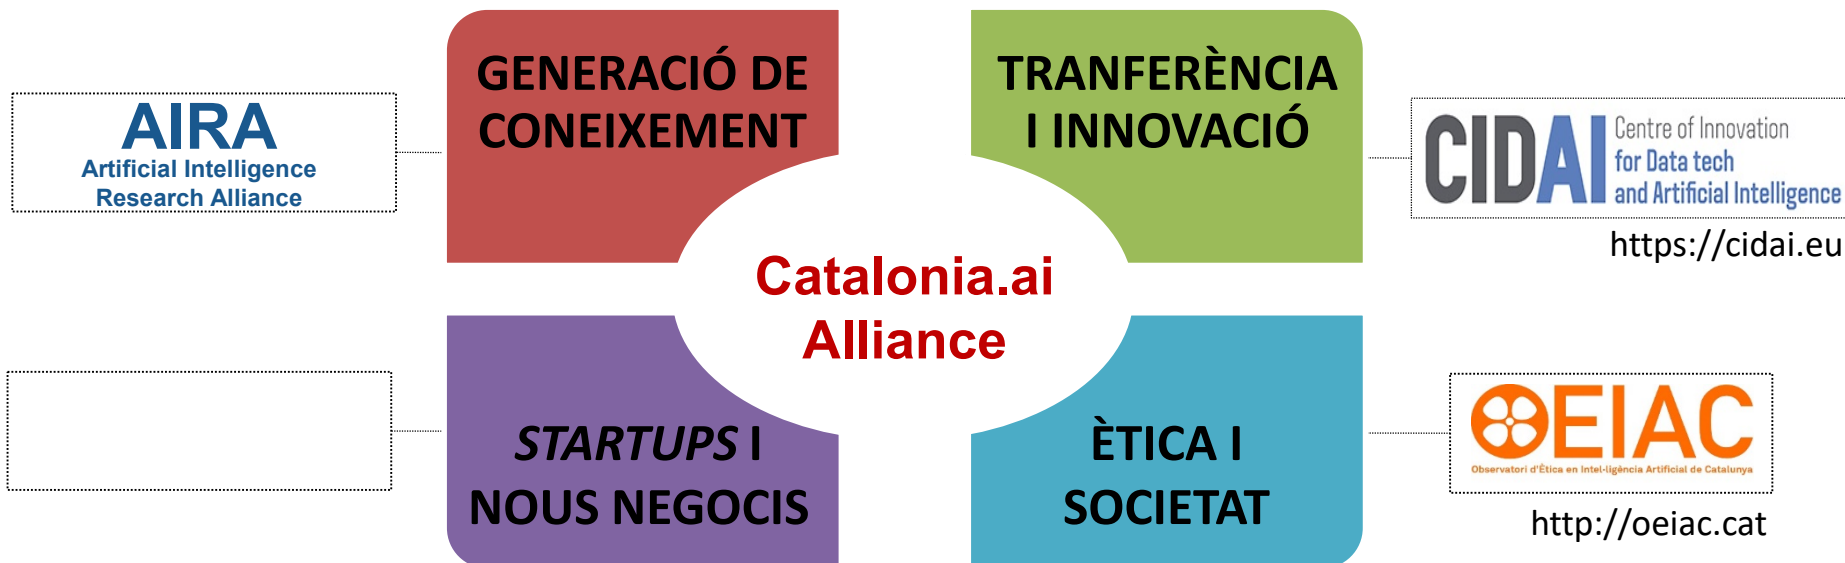 GENERACIÓ DE
CONEIXEMENT
TRANFERÈNCIA
I INNOVACIÓ
AIRA
Artificial Intelligence
Research Alliance
CIDAI
Centre of Innovation
for Data tech
and Artificial Intelligence
https://cidai.eu
Catalonia.ai
Alliance
STARTUPS I
NOUS NEGOCIS
ÈTICA I
SOCIETAT
OEIAC
Observatori d'Ètica en Intel·ligència Artificial de Catalunya
http://oeiac.cat